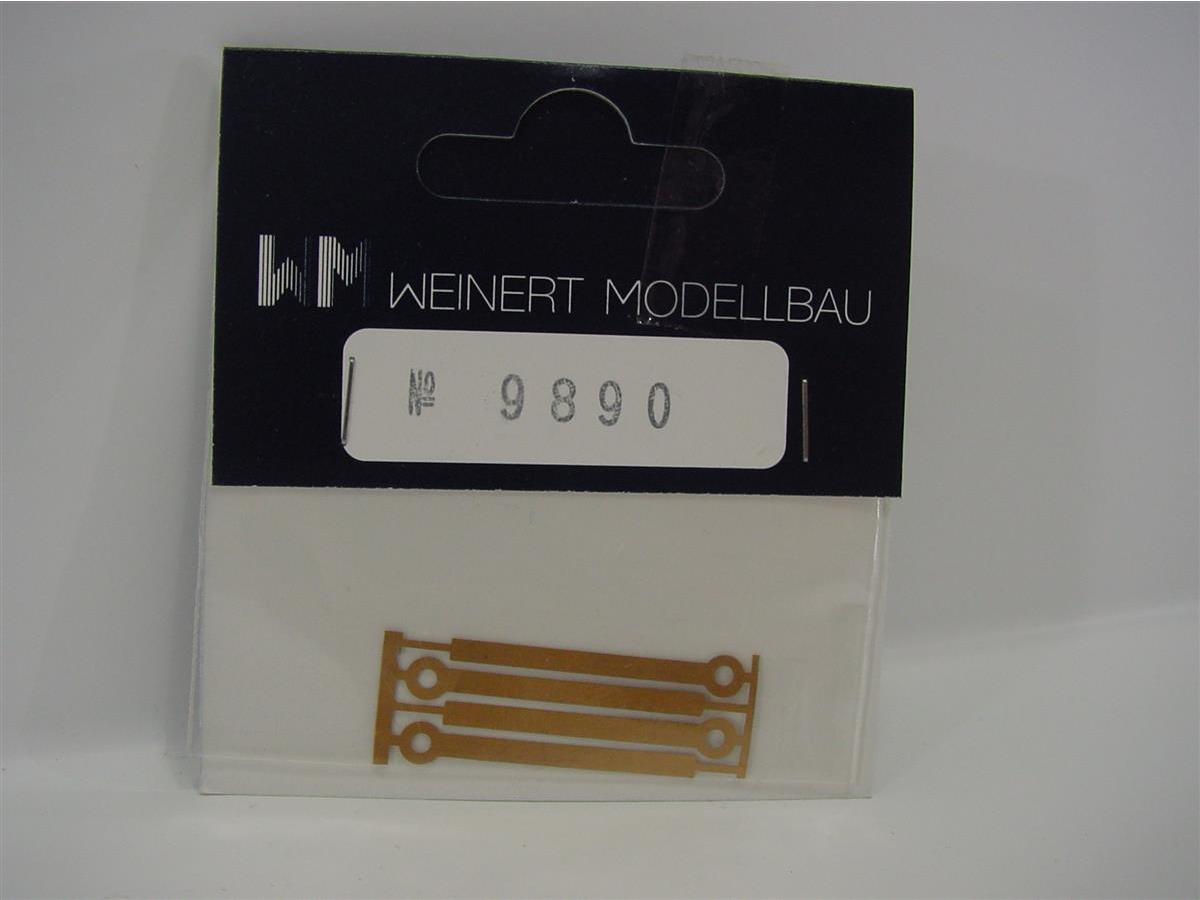 WM WEINERT MODELLBAU
№ 9890